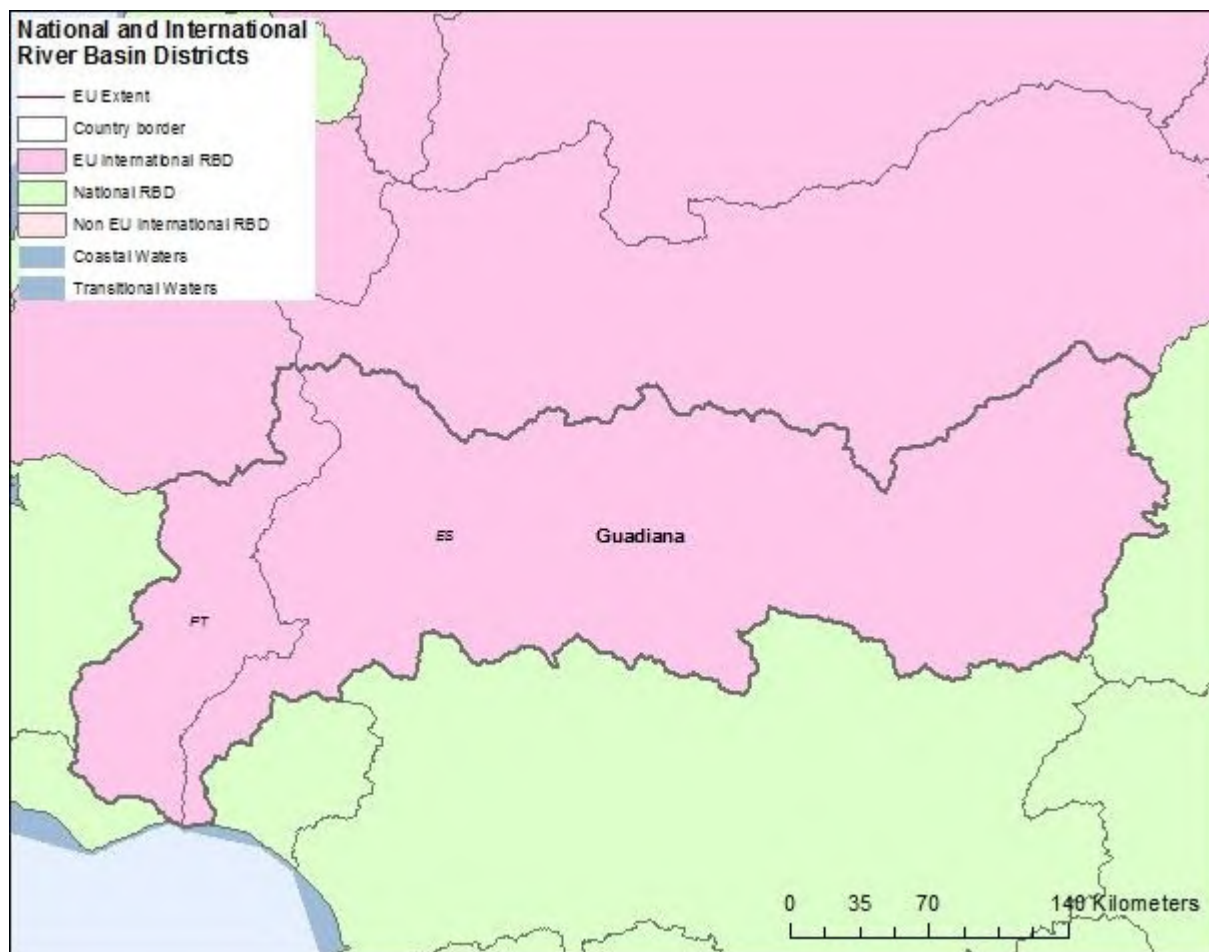 National and International
River Basin Districts
EU Extent
Country border
EU International RBD
National RBD
Non EU International RBD
Coastal Waters
Transitional Waters
ES
Guadiana
PT
0 35 70 140 Kilometers